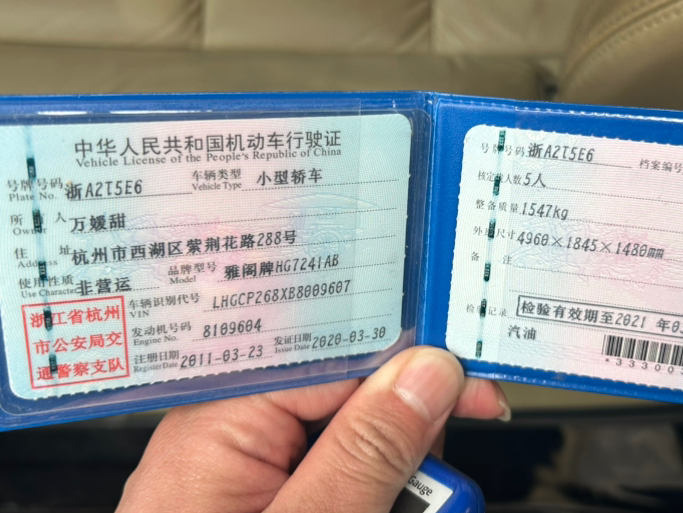 中华人民共和国机动车行驶证
Vehicle License of the People's Republic of China
号牌号码 浙A2T5E6 车辆类型 小型轿车
Plate No. Vehicle Type
所 人 万媛甜
Owner
住 址 杭州市西湖区紫荆花路288号
Address
使用性质 非营运 品牌型号 雅阁牌HG7241AB
Use Character Model
浙江省杭州
市公安局交
通警察支队
车辆识别代号 LHGCP268XB8009607
VIN
发动机号码 8109604
Engine No.
注册日期 2011-03-23 发证日期 2020-03-30
Register Date Issue Date
号 号码 浙A2T5E6 档案编号
核定 人数 5人
整备质量 1547kg
外 尺寸 4960×1845×1480mm
备 注
检 记录 检验有效期至2021 年
汽油
*33300
Gauge